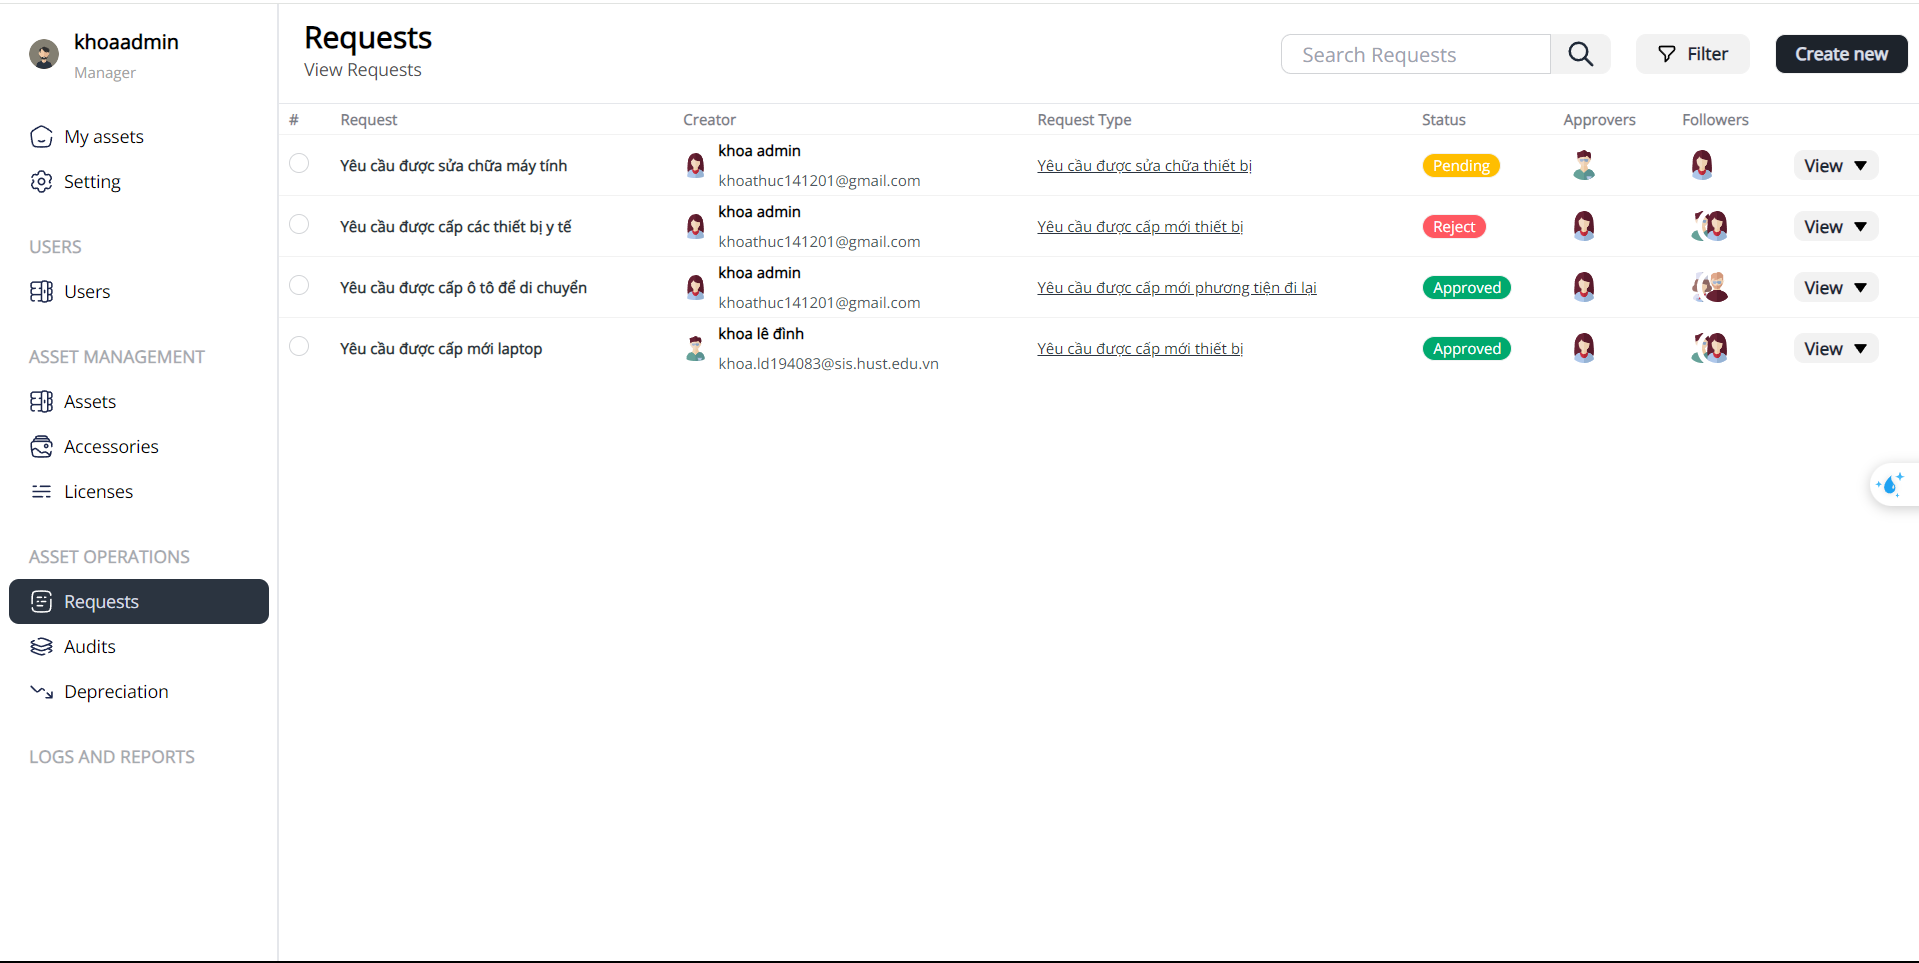 khoaadmin
Manager
My assets
Setting
USERS
Users
ASSET MANAGEMENT
Assets
Accessories
Licenses
ASSET OPERATIONS
Requests
Audits
Depreciation
LOGS AND REPORTS
Requests
View Requests
Search Requests
Filter
Create new
# Request Creator Request Type Status Approvers Followers
Yêu cầu được sửa chữa máy tính
khoa admin
khoathuc141201@gmail.com
Yêu cầu được sửa chữa thiết bị
Pending
View
Yêu cầu được cấp các thiết bị y tế
khoa admin
khoathuc141201@gmail.com
Yêu cầu được cấp mới thiết bị
Reject
View
Yêu cầu được cấp ô tô để di chuyển
khoa admin
khoathuc141201@gmail.com
Yêu cầu được cấp mới phương tiện đi lại
Approved
View
Yêu cầu được cấp mới laptop
khoa lê đình
khoa.ld194083@sis.hust.edu.vn
Yêu cầu được cấp mới thiết bị
Approved
View